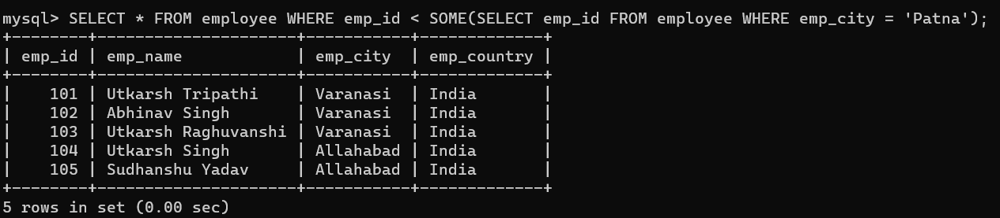 mysql> SELECT * FROM employee WHERE emp_id < SOME(SELECT emp_id FROM employee WHERE emp_city = 'Patna');
+--------+---------------------+-----------+-------------+
| emp_id | emp_name            | emp_city  | emp_country |
+--------+---------------------+-----------+-------------+
|    101 | Utkarsh Tripathi    | Varanasi  | India       |
|    102 | Abhinav Singh       | Varanasi  | India       |
|    103 | Utkarsh Raghuvanshi | Varanasi  | India       |
|    104 | Utkarsh Singh       | Allahabad | India       |
|    105 | Sudhanshu Yadav     | Allahabad | India       |
+--------+---------------------+-----------+-------------+
5 rows in set (0.00 sec)